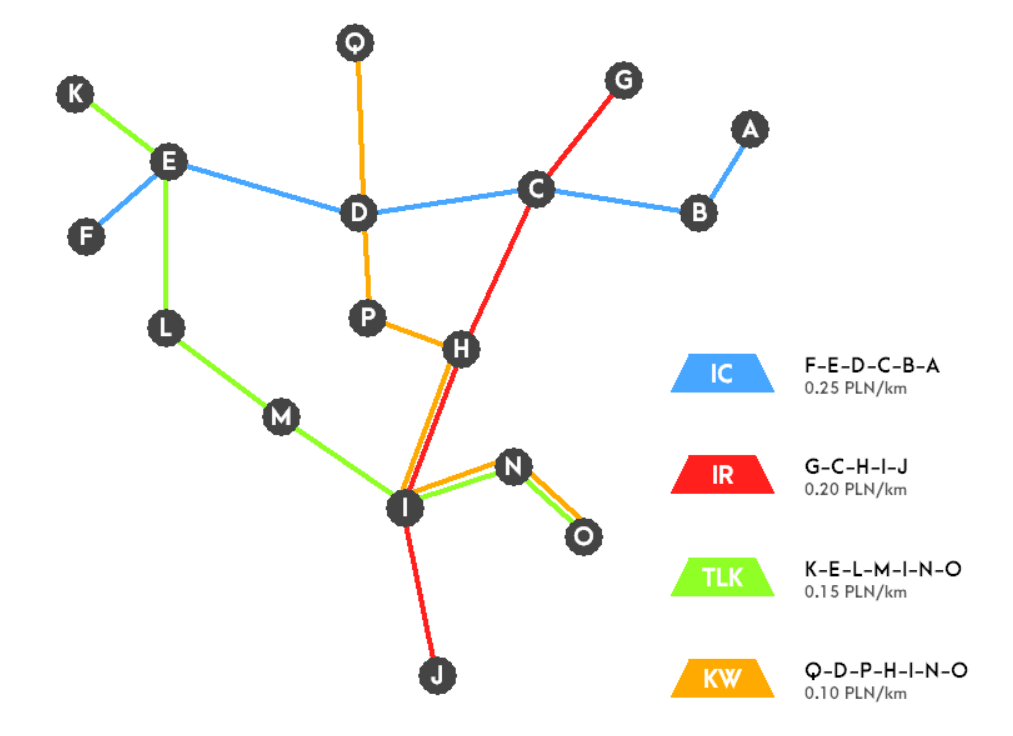 Q
K
G
A
E
C
D
B
F
P
L
H
M
N
I
O
J
IC
F-E-D-C-B-A
0.25 PLN/km
IR
G-C-H-I-J
0.20 PLN/km
TLK
K-E-L-M-I-N-O
0.15 PLN/km
KW
Q-D-P-H-I-N-O
0.10 PLN/km